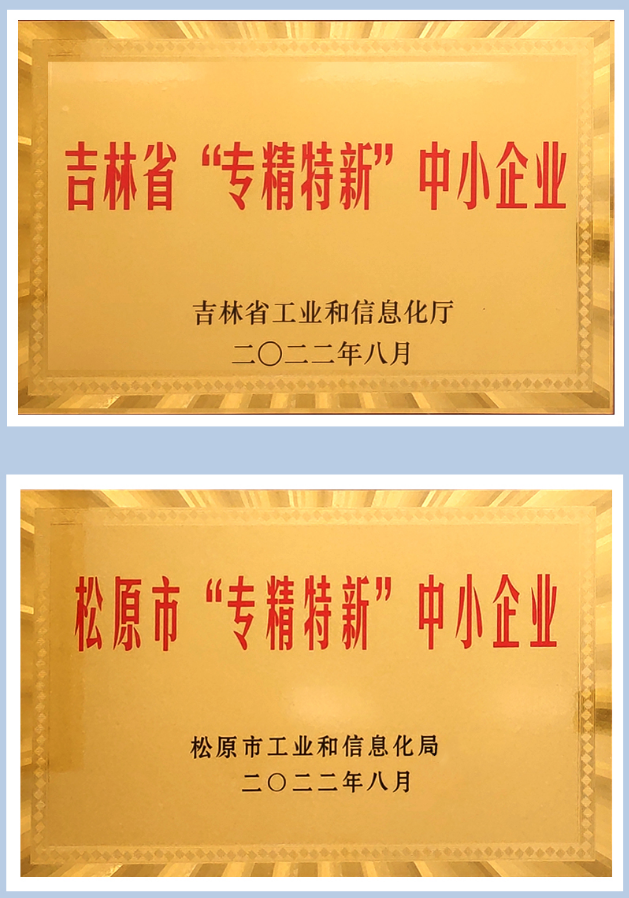 吉林省“专精特新”中小企业
吉林省工业和信息化厅
二〇二二年八月
松原市“专精特新”中小企业
松原市工业和信息化局
二〇二二年八月